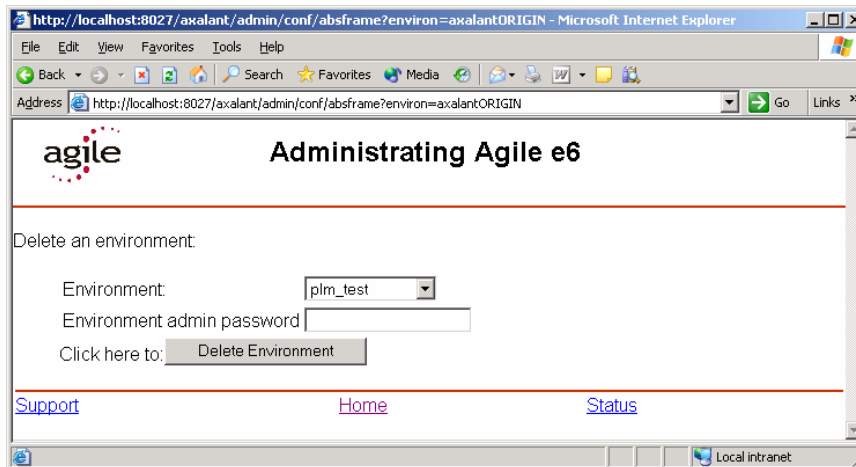 http://localhost:8027/axalant/admin/conf/absframe?environ=axalantORIGIN - Microsoft Internet Explorer
File Edit View Favorites Tools Help
Back Search Favorites Media
Address http://localhost:8027/axalant/admin/conf/absframe?environ=axalantORIGIN Go Links »
agile Administrating Agile e6
Delete an environment:
Environment: plm_test
Environment admin password
Click here to: Delete Environment
Support Home Status
Local intranet